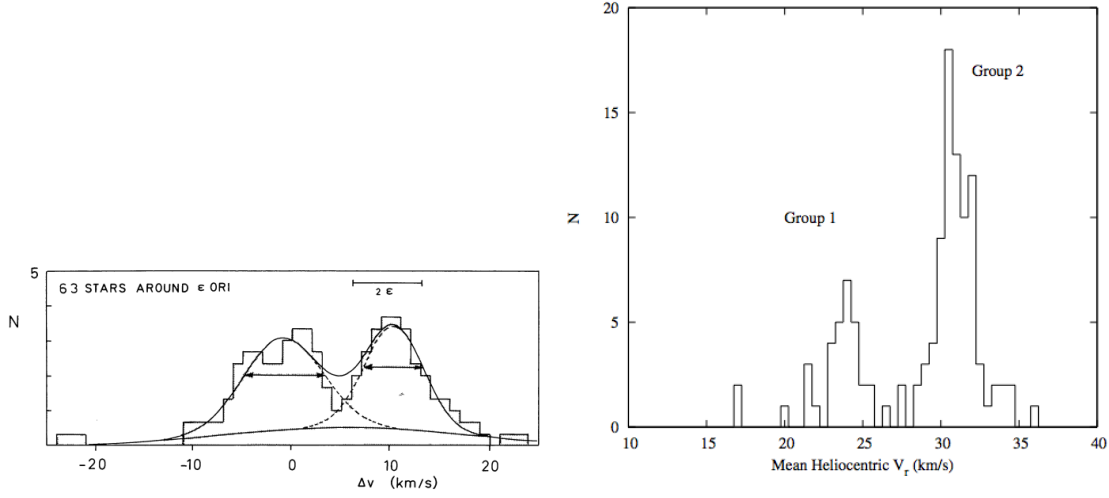 5
63 STARS AROUND ε ORI
2 ε
N
-20
-10
0
10
20
Δv (km/s)
20
15
10
5
0
N
Group 1
Group 2
10
15
20
25
30
35
40
Mean Heliocentric Vr (km/s)